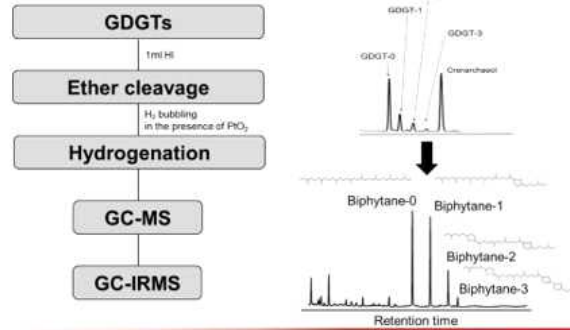 GDGTs
1ml HI
Ether cleavage
H₂ bubbling
in the presence of PtO₂
Hydrogenation
GC-MS
GC-IRMS
GDGT-1
GDGT-3
GDGT-0
Crenarchaeol
Biphytane-0
Biphytane-1
Biphytane-2
Biphytane-3
Retention time